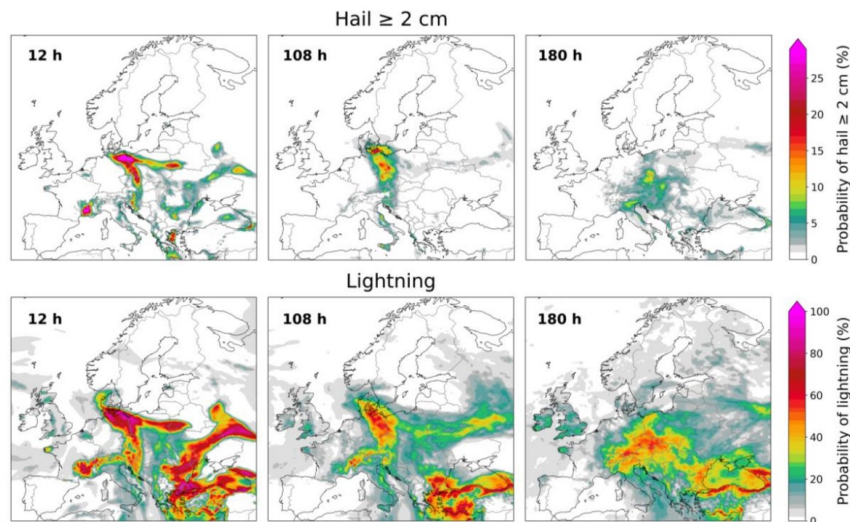 Hail ≥ 2 cm
12 h
108 h
180 h
25
20
15
10
5
0
Probability of hail ≥ 2 cm (%)
Lightning
12 h
108 h
180 h
100
80
60
40
20
0
Probability of lightning (%)